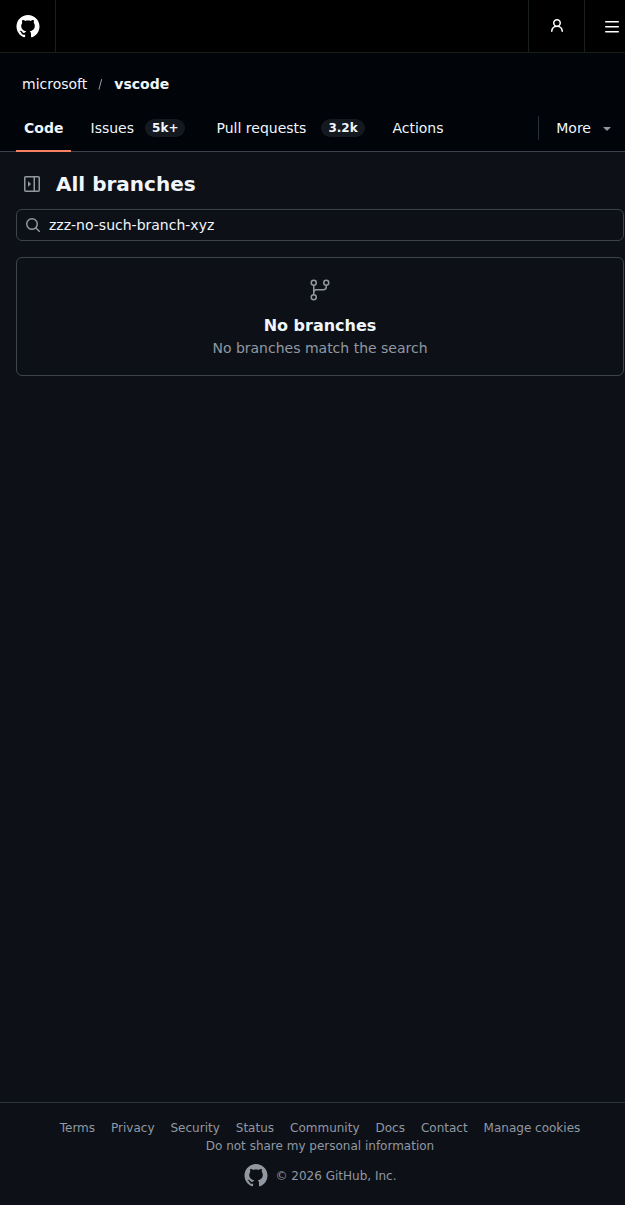 microsoft / vscode
Code Issues 5k+ Pull requests 3.2k Actions More
All branches
zzz-no-such-branch-xyz
No branches
No branches match the search
Terms Privacy Security Status Community Docs Contact Manage cookies
Do not share my personal information
© 2026 GitHub, Inc.